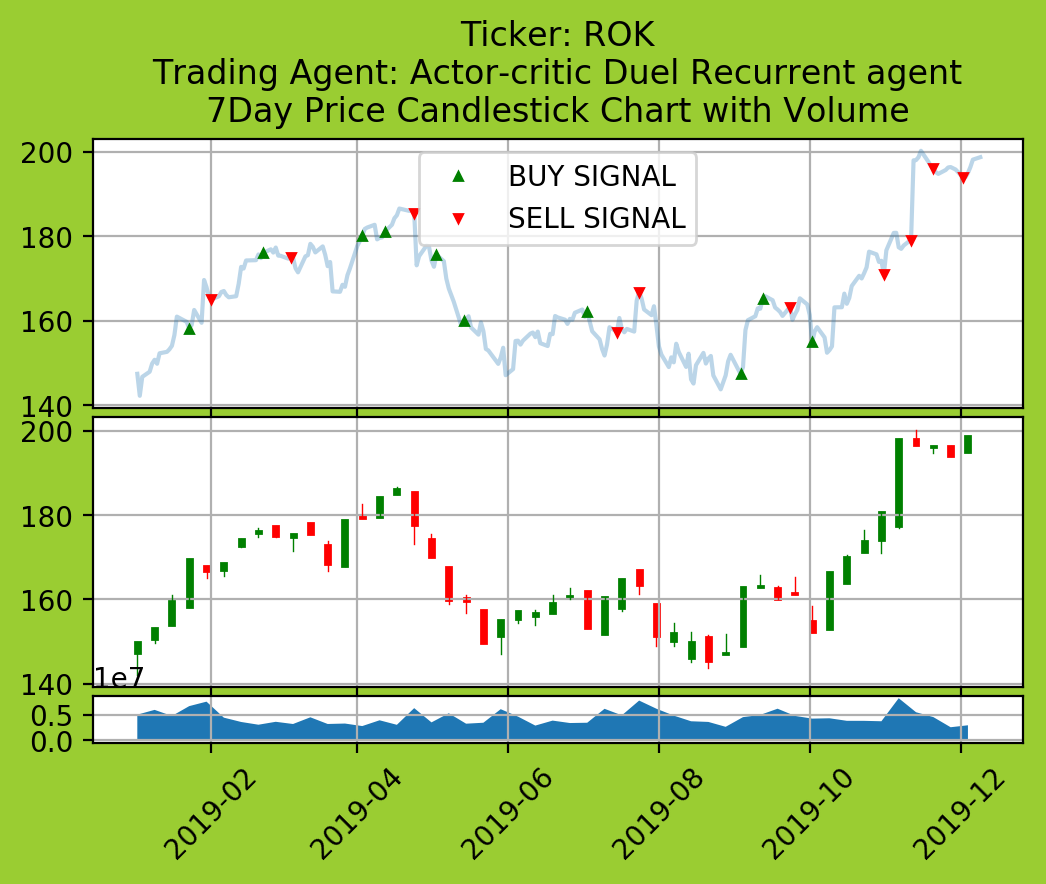 Ticker: ROK
Trading Agent: Actor-critic Duel Recurrent agent
7Day Price Candlestick Chart with Volume
200
180
160
140
BUY SIGNAL
SELL SIGNAL
200
180
160
140
1e7
0.5
0.0
2019-02
2019-04
2019-06
2019-08
2019-10
2019-12